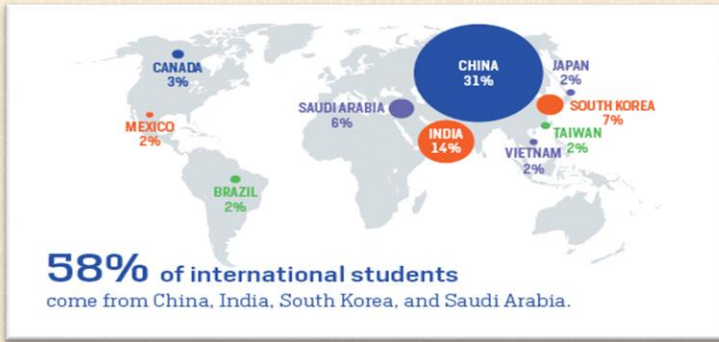 CANADA
3%
MEXICO
2%
BRAZIL
2%
SAUDI ARABIA
6%
CHINA
31%
INDIA
14%
JAPAN
2%
SOUTH KOREA
7%
TAIWAN
2%
VIETNAM
2%
58% of international students
come from China, India, South Korea, and Saudi Arabia.